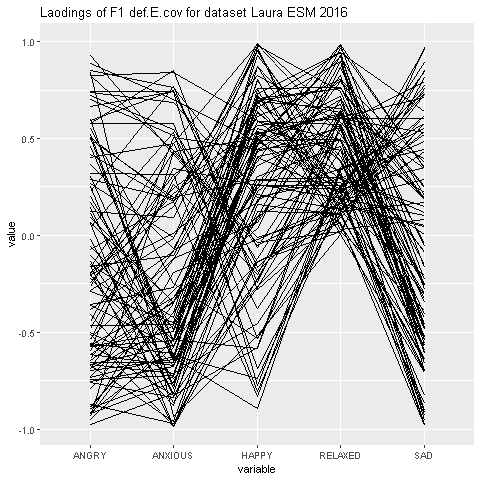 Laodings of F1 def.E.cov for dataset Laura ESM 2016
1.0
0.5
0.0
-0.5
-1.0
value
ANGRY ANXIOUS HAPPY RELAXED SAD
variable